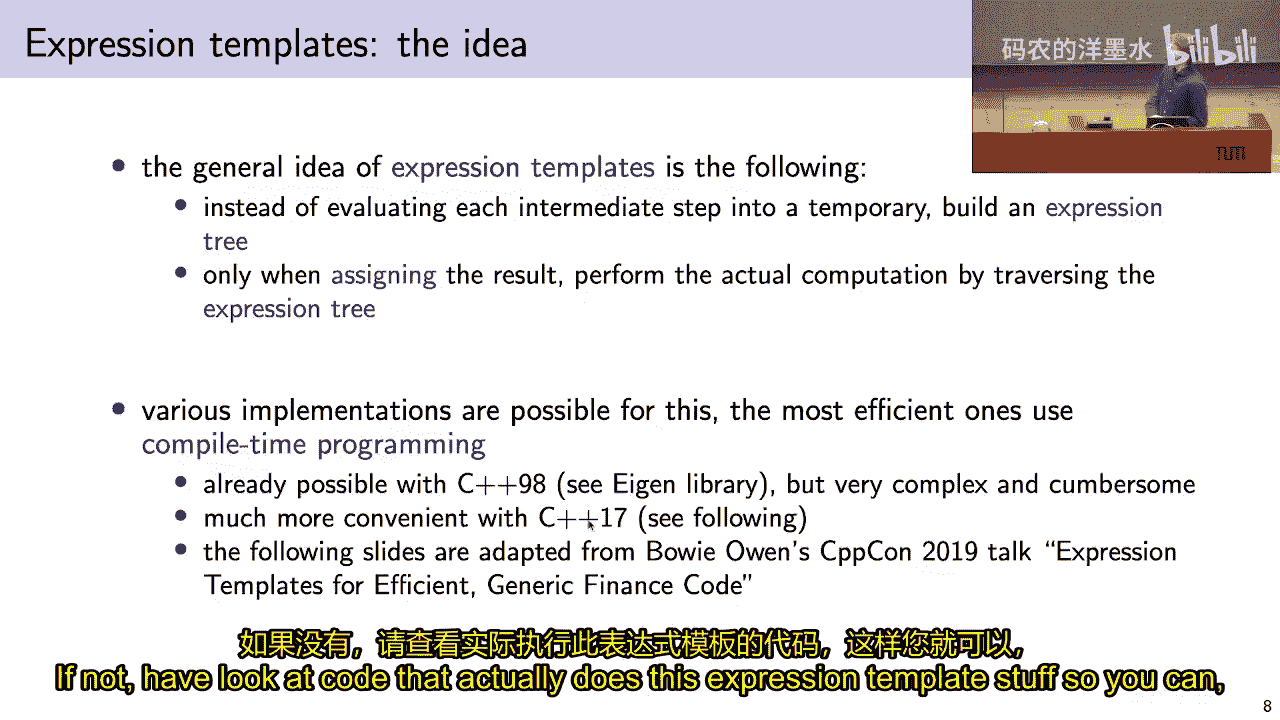 Expression templates: the idea
码农的洋墨水 bilibili
TUM
• the general idea of expression templates is the following:
• instead of evaluating each intermediate step into a temporary, build an expression
tree
• only when assigning the result, perform the actual computation by traversing the
expression tree
• various implementations are possible for this, the most efficient ones use
compile-time programming
• already possible with C++98 (see Eigen library), but very complex and cumbersome
• much more convenient with C++17 (see following)
• the following slides are adapted from Bowie Owen's CppCon 2019 talk “Expression
Templates for Efficient, Generic Finance Code”
如果没有，请查看实际执行此表达式模板的代码，这样您就可以，
If not, have look at code that actually does this expression template stuff so you can,
8